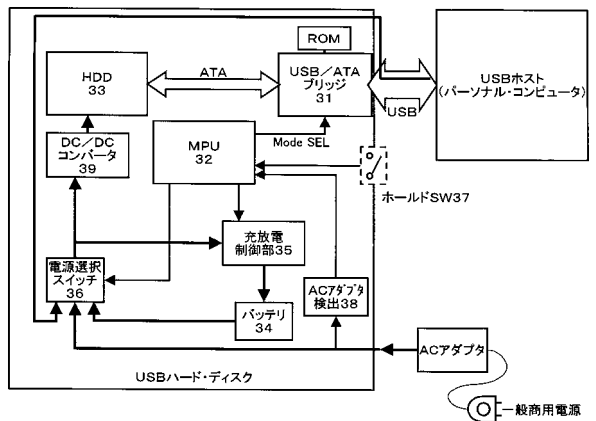 ROM
HDD
33
ATA
USB/ATA
ブリッジ
31
USB
USBホスト
(パーソナル・コンピュータ)
DC/DC
コンバータ
39
MPU
32
Mode SEL
ホールドSW37
充放電
制御部35
電源選択
スイッチ
36
バッテリ
34
ACアダプタ
検出38
ACアダプタ
USBハード・ディスク
一般商用電源